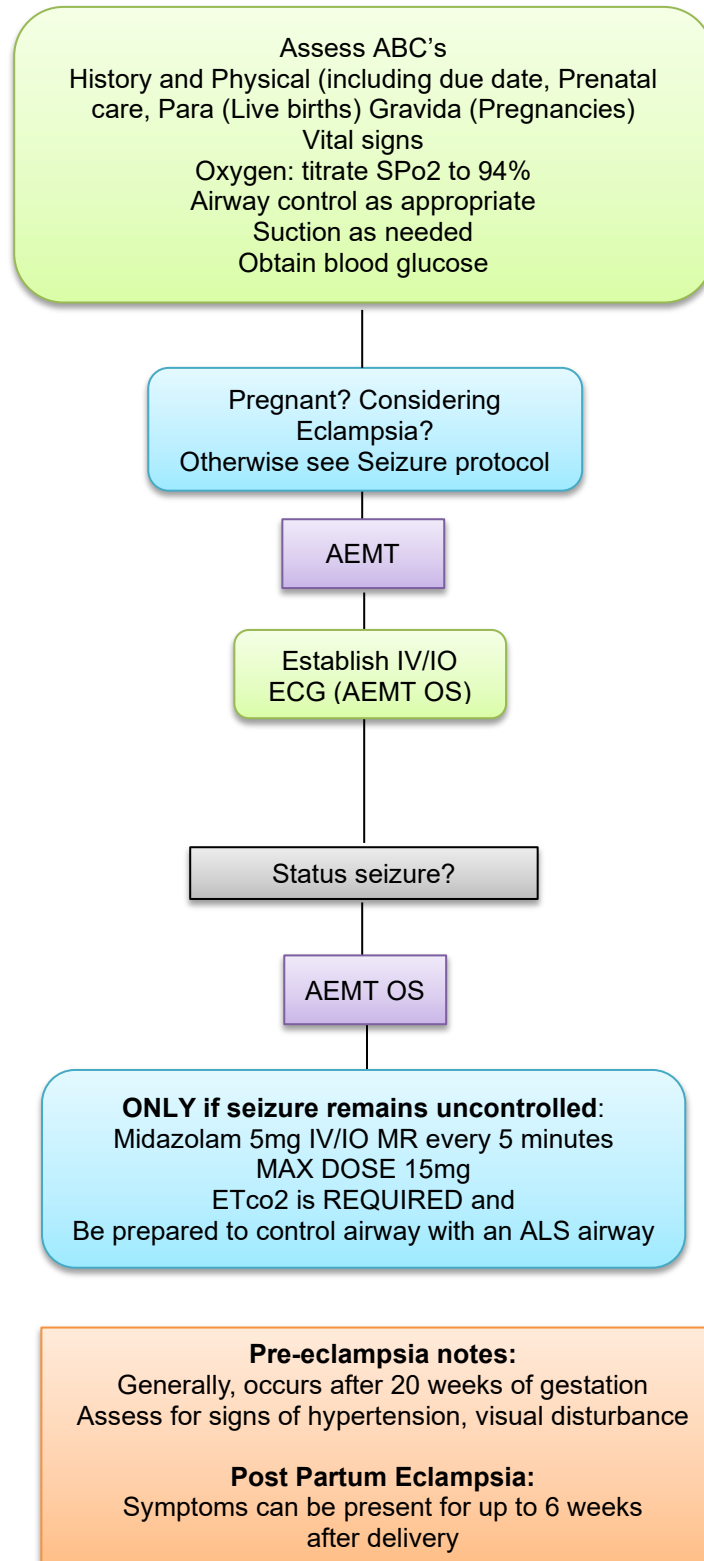 Assess ABC's
History and Physical (including due date, Prenatal
care, Para (Live births) Gravida (Pregnancies)
Vital signs
Oxygen: titrate SPo2 to 94%
Airway control as appropriate
Suction as needed
Obtain blood glucose
Pregnant? Considering
Eclampsia?
Otherwise see Seizure protocol
AEMT
Establish IV/IO
ECG (AEMT OS)
Status seizure?
AEMT OS
ONLY if seizure remains uncontrolled:
Midazolam 5mg IV/IO MR every 5 minutes
MAX DOSE 15mg
ETco2 is REQUIRED and
Be prepared to control airway with an ALS airway
Pre-eclampsia notes:
Generally, occurs after 20 weeks of gestation
Assess for signs of hypertension, visual disturbance
Post Partum Eclampsia:
Symptoms can be present for up to 6 weeks
after delivery